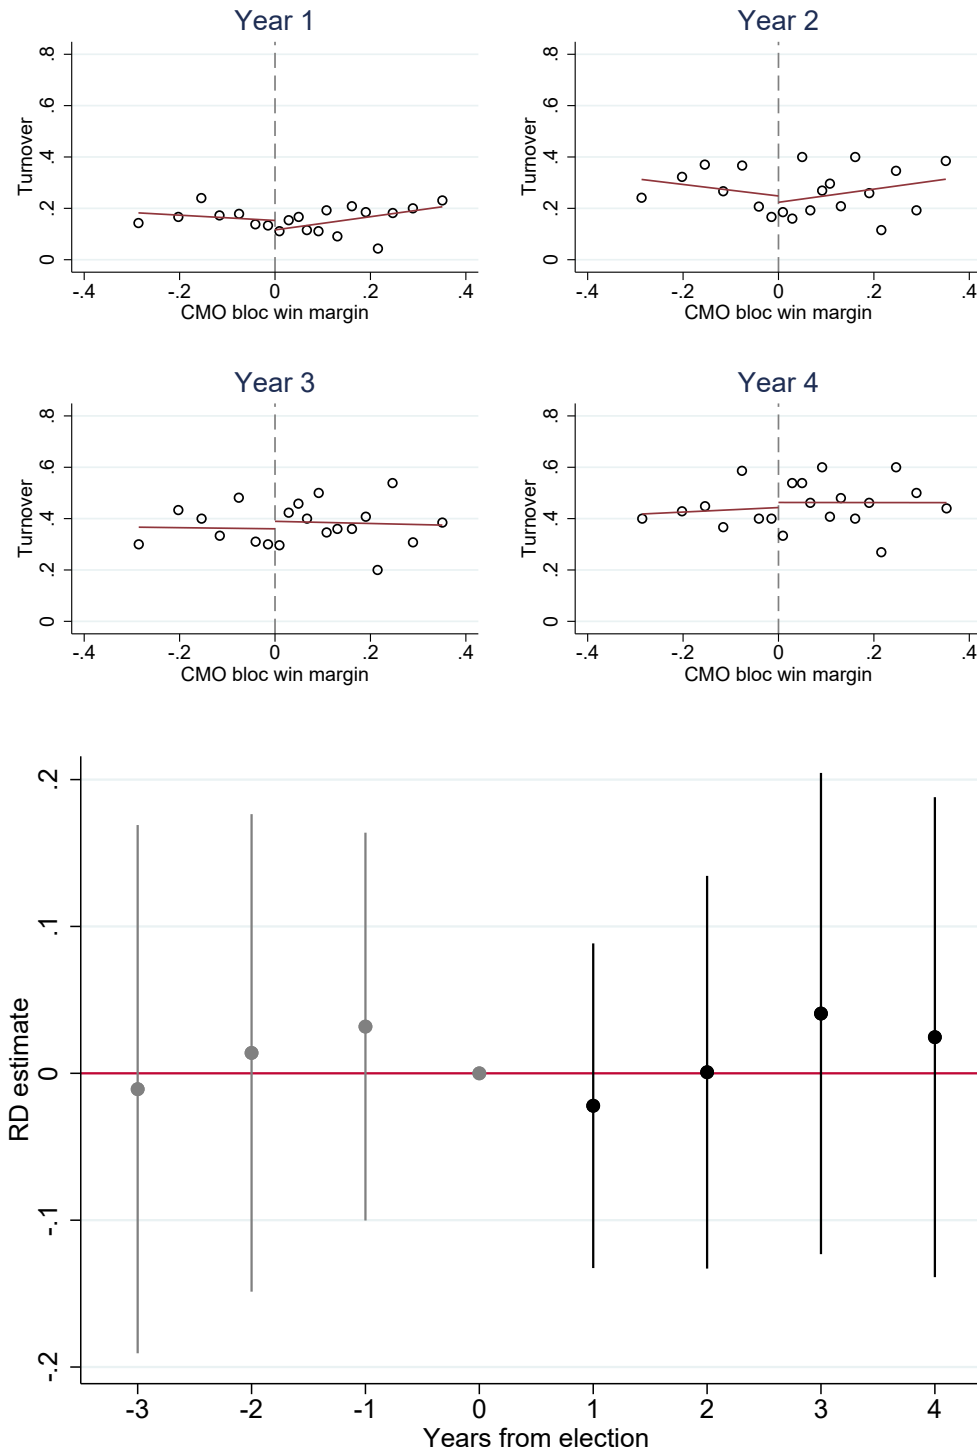 Year 1
Turnover
.8
.6
.4
.2
0
-.4 -.2 0 .2 .4
CMO bloc win margin
Year 2
Turnover
.8
.6
.4
.2
0
-.4 -.2 0 .2 .4
CMO bloc win margin
Year 3
Turnover
.8
.6
.4
.2
0
-.4 -.2 0 .2 .4
CMO bloc win margin
Year 4
Turnover
.8
.6
.4
.2
0
-.4 -.2 0 .2 .4
CMO bloc win margin
RD estimate
.2
.1
0
-.1
-.2
-3 -2 -1 0 1 2 3 4
Years from election